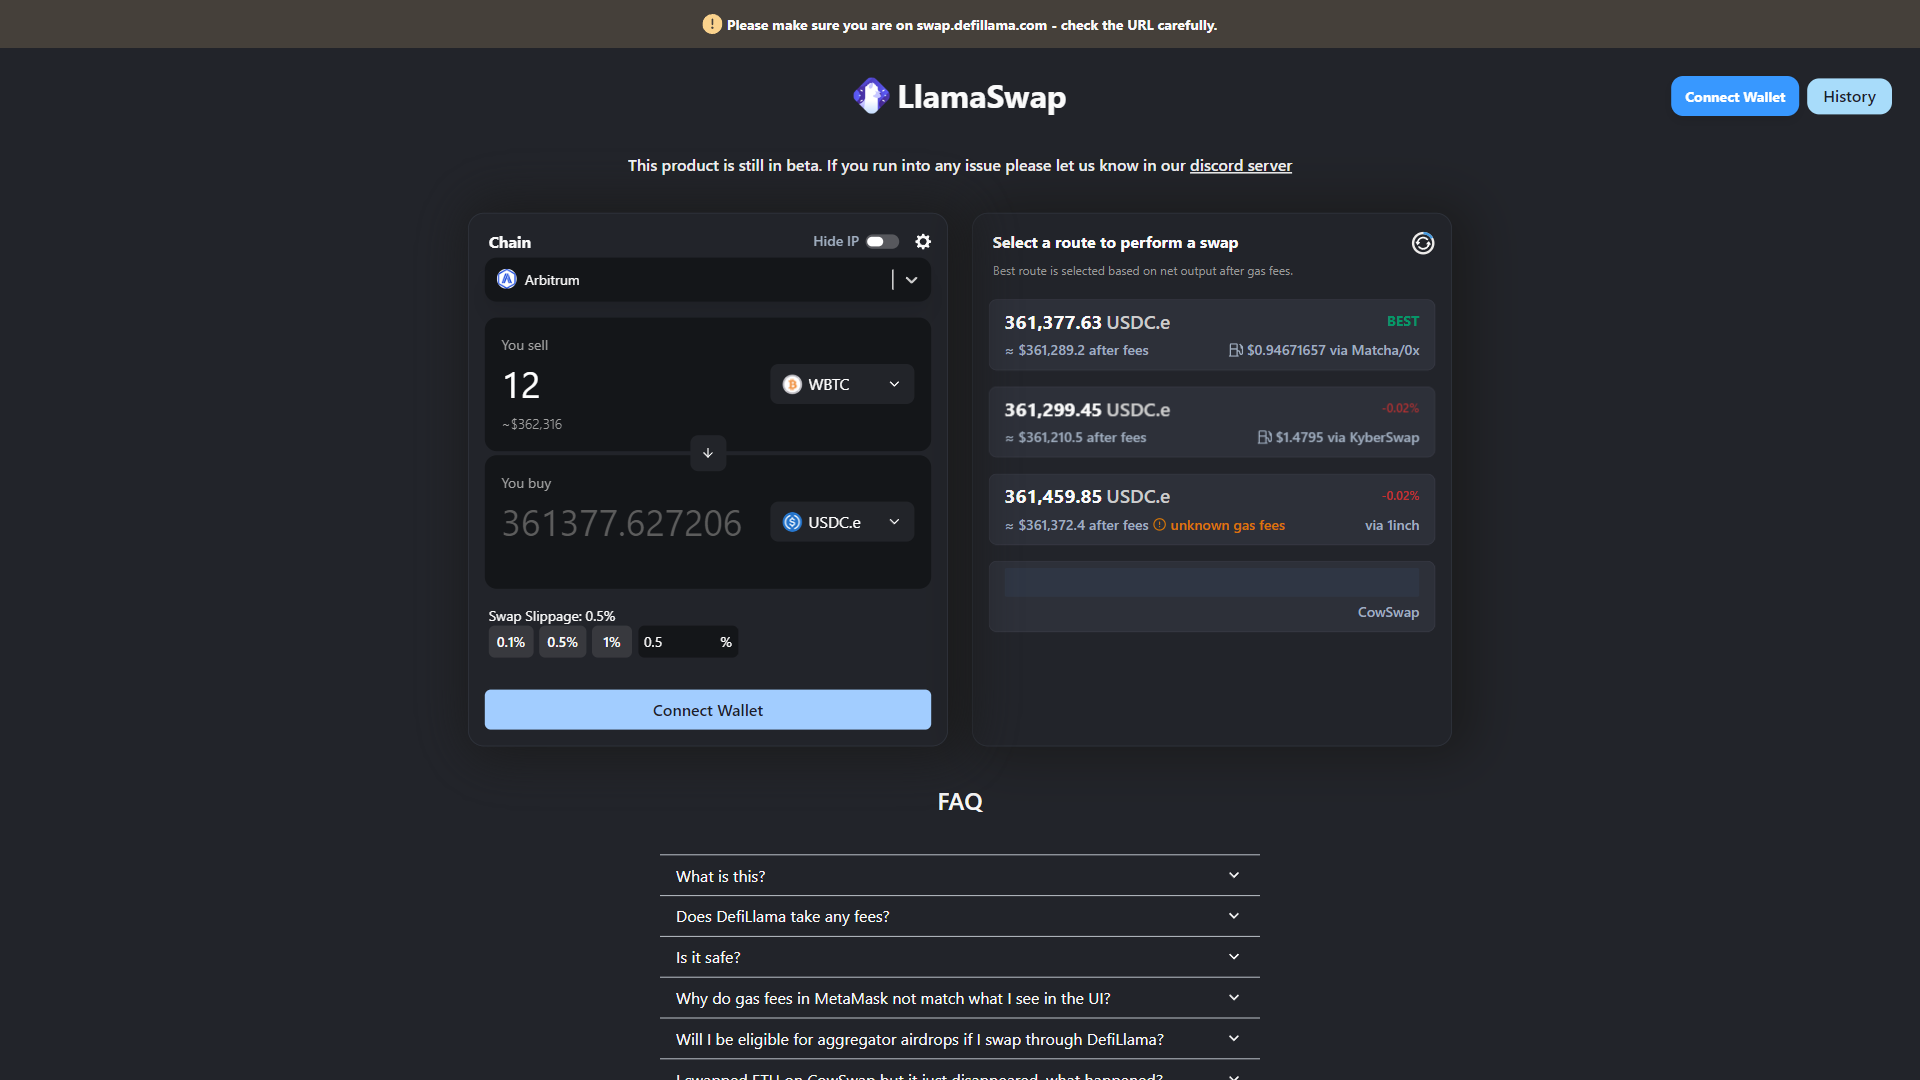 Please make sure you are on swap.defillama.com - check the URL carefully.
LlamaSwap
Connect Wallet
History
This product is still in beta. If you run into any issue please let us know in our discord server
Chain
Hide IP
Arbitrum
You sell
12
WBTC
~$362,316
You buy
361377.627206
USDC.e
Swap Slippage: 0.5%
0.1%
0.5%
1%
0.5
%
Connect Wallet
Select a route to perform a swap
Best route is selected based on net output after gas fees.
361,377.63 USDC.e
BEST
≈ $361,289.2 after fees
$0.94671657 via Matcha/0x
361,299.45 USDC.e
-0.02%
≈ $361,210.5 after fees
$1.4795 via KyberSwap
361,459.85 USDC.e
-0.02%
≈ $361,372.4 after fees
unknown gas fees
via 1inch
CowSwap
FAQ
What is this?
Does DefiLlama take any fees?
Is it safe?
Why do gas fees in MetaMask not match what I see in the UI?
Will I be eligible for aggregator airdrops if I swap through DefiLlama?
I swapped ETH on CowSwap but it just disappeared, what happened?